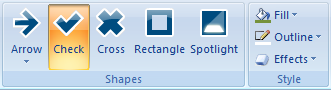 Arrow Check Cross Rectangle Spotlight
Shapes
Fill
Outline
Effects
Style